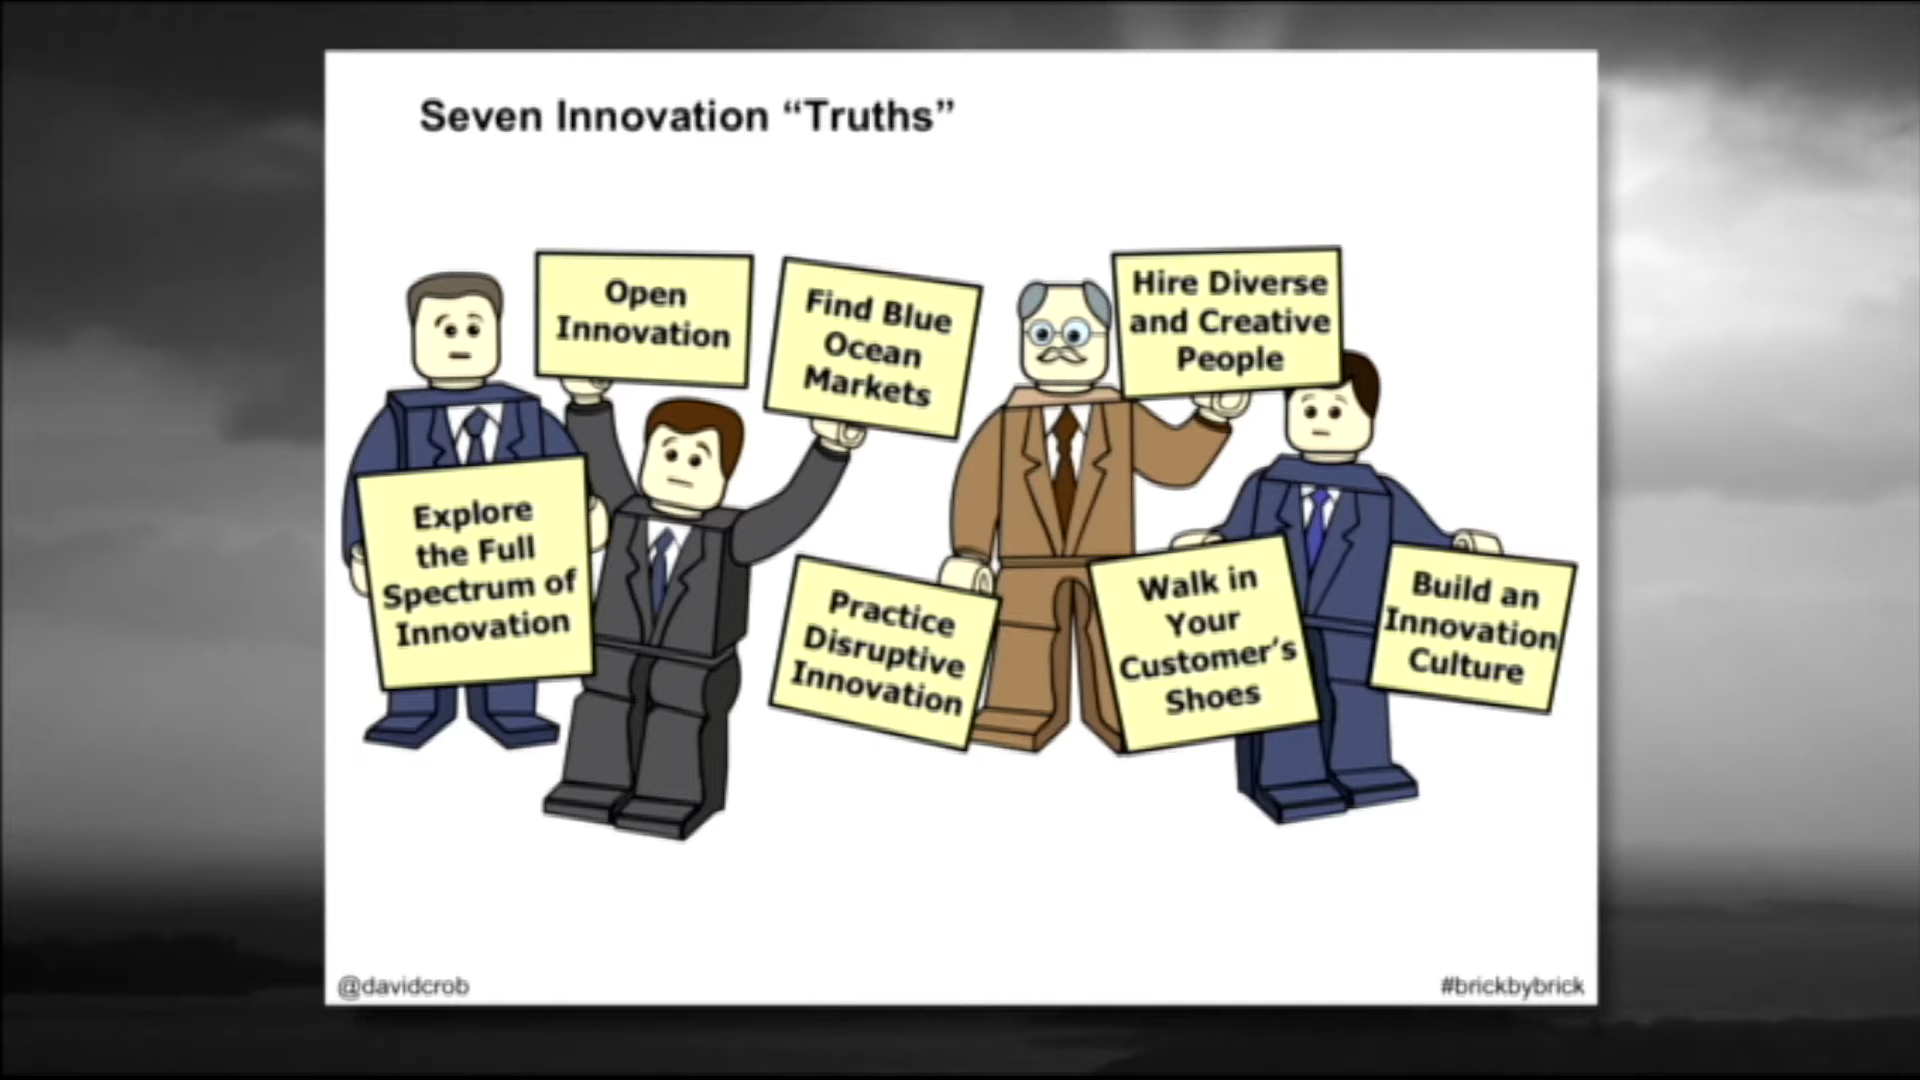 Seven Innovation “Truths”
Open
Innovation
Find Blue
Ocean
Markets
Hire Diverse
and Creative
People
Explore
the Full
Spectrum of
Innovation
Practice
Disruptive
Innovation
Walk in
Your
Customer’s
Shoes
Build an
Innovation
Culture
@davidcrob
#brickbybrick